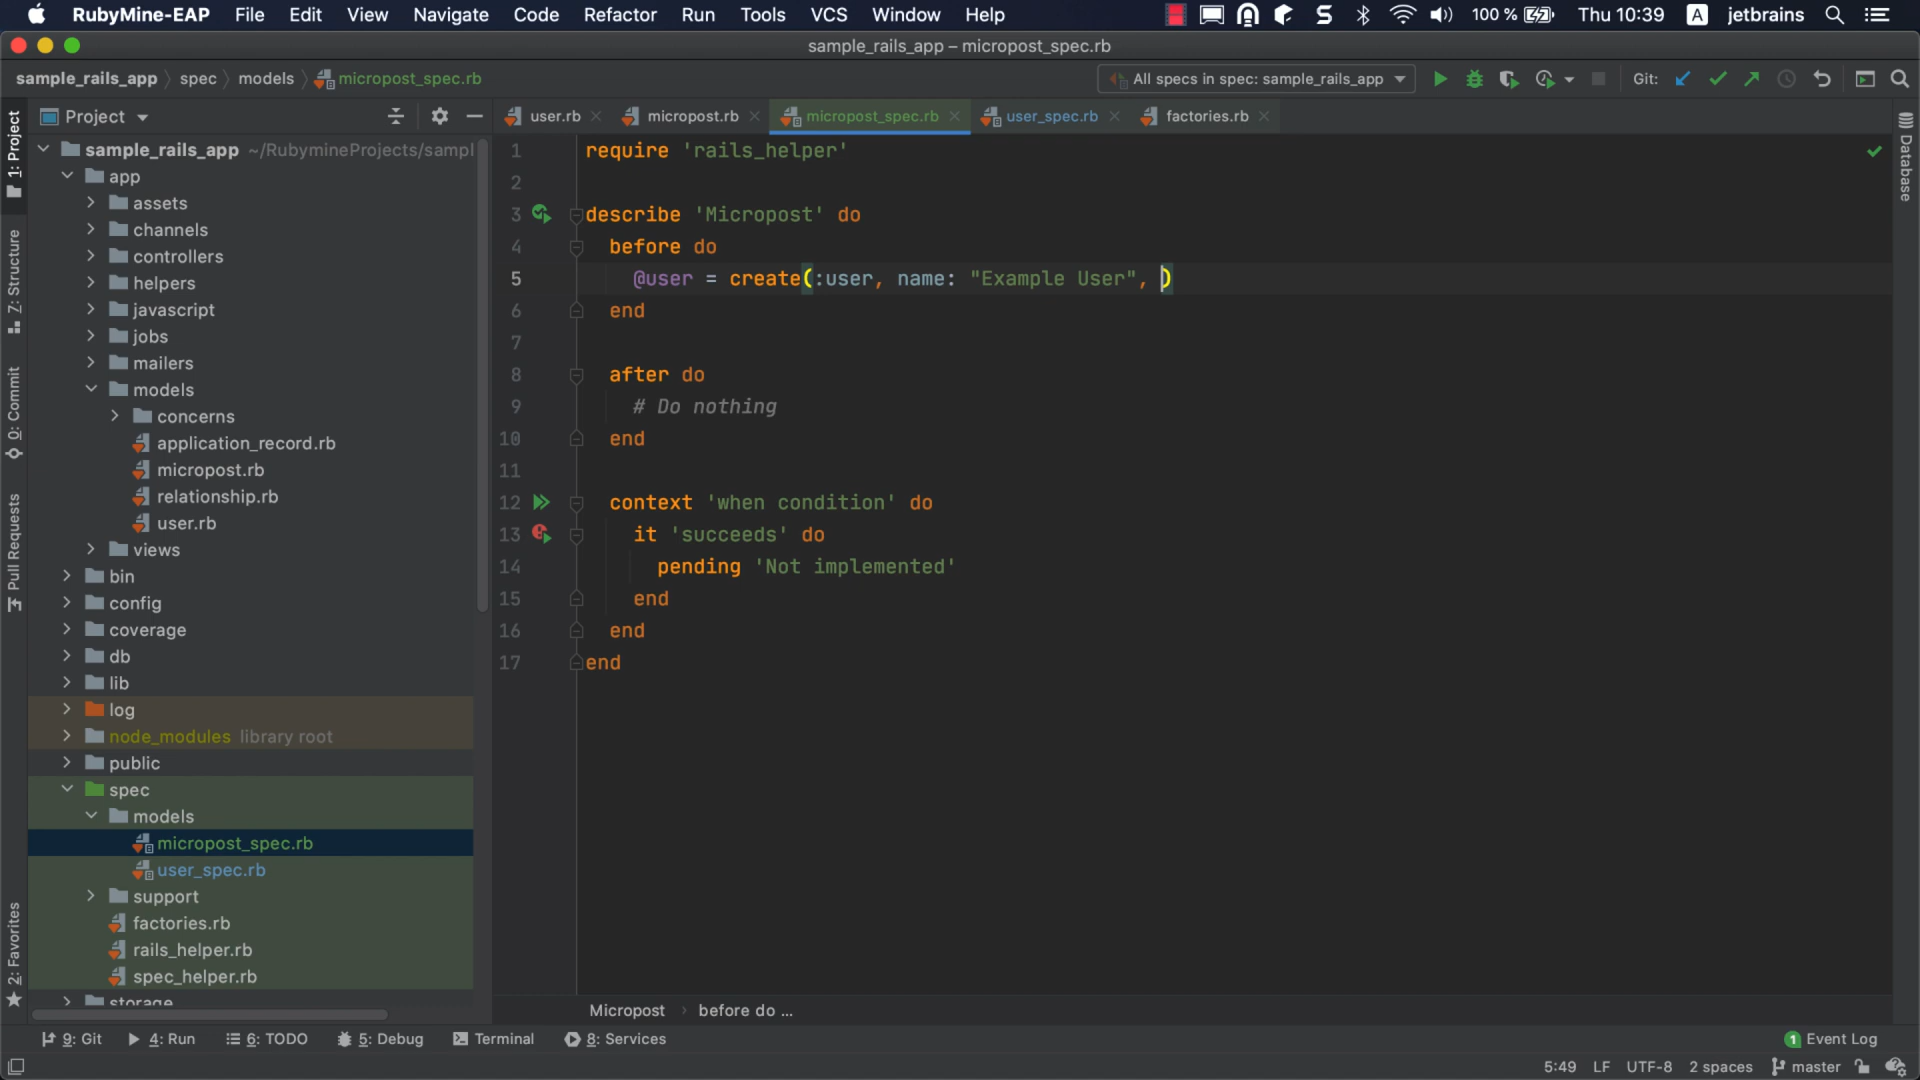 RubyMine-EAP File Edit View Navigate Code Refactor Run Tools VCS Window Help 100 % Thu 10:39 A jetbrains
sample_rails_app – micropost_spec.rb
sample_rails_app spec models micropost_spec.rb All specs in spec: sample_rails_app Git:
Project user.rb micropost.rb micropost_spec.rb user_spec.rb factories.rb
1: Project
Z: Structure
0: Commit
Pull Requests
2: Favorites
sample_rails_app ~/RubymineProjects/sampl
app
assets
channels
controllers
helpers
javascript
jobs
mailers
models
concerns
application_record.rb
micropost.rb
relationship.rb
user.rb
views
bin
config
coverage
db
lib
log
node_modules library root
public
spec
models
micropost_spec.rb
user_spec.rb
support
factories.rb
rails_helper.rb
spec_helper.rb
storage
1 require 'rails_helper'
2
3 describe 'Micropost' do
4 before do
5 @user = create(:user, name: "Example User", )
6 end
7
8 after do
9 # Do nothing
10 end
11
12 context 'when condition' do
13 it 'succeeds' do
14 pending 'Not implemented'
15 end
16 end
17 end
Database
Micropost › before do ...
9: Git 4: Run 6: TODO 5: Debug Terminal 8: Services 1 Event Log
5:49 LF UTF-8 2 spaces master